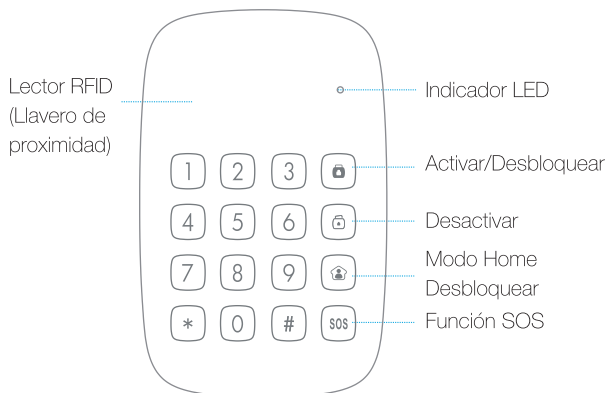 Lector RFID
(Llavero de
proximidad)
Indicador LED
1 2 3
Activar/Desbloquear
4 5 6
Desactivar
7 8 9
Modo Home
Desbloquear
* 0 # SOS
Función SOS